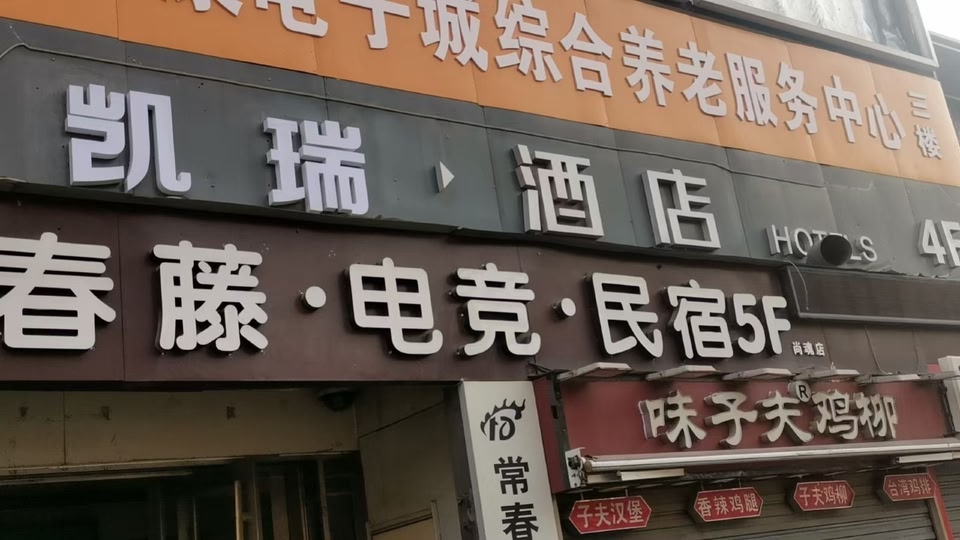 电子城综合养老服务中心 三楼
凯瑞·酒店 HOTELS 4F
春藤·电竞·民宿5F 尚魂店
味子夫鸡柳®
常春
子夫汉堡
香辣鸡腿
子夫鸡柳
台湾鸡排